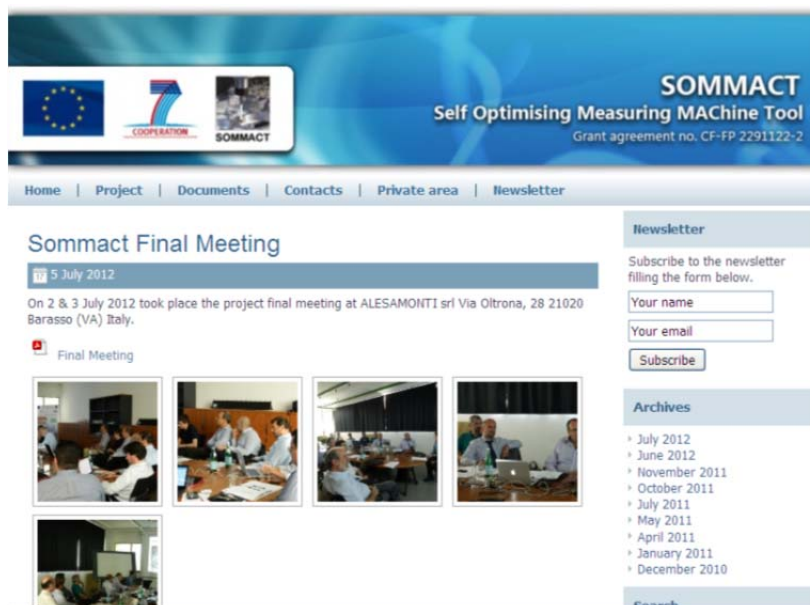 SOMMACT
Self Optimising Measuring MAChine Tool
Grant agreement no. CF-FP 2291122-2
7
COOPERATION
SOMMACT
Home | Project | Documents | Contacts | Private area | Newsletter
Sommact Final Meeting
17 5 July 2012
On 2 & 3 July 2012 took place the project final meeting at ALESAMONTI srl Via Oltrona, 28 21020
Barasso (VA) Italy.
Final Meeting
Newsletter
Subscribe to the newsletter
filling the form below.
Your name
Your email
Subscribe
Archives
July 2012
June 2012
November 2011
October 2011
July 2011
May 2011
April 2011
January 2011
December 2010
Search